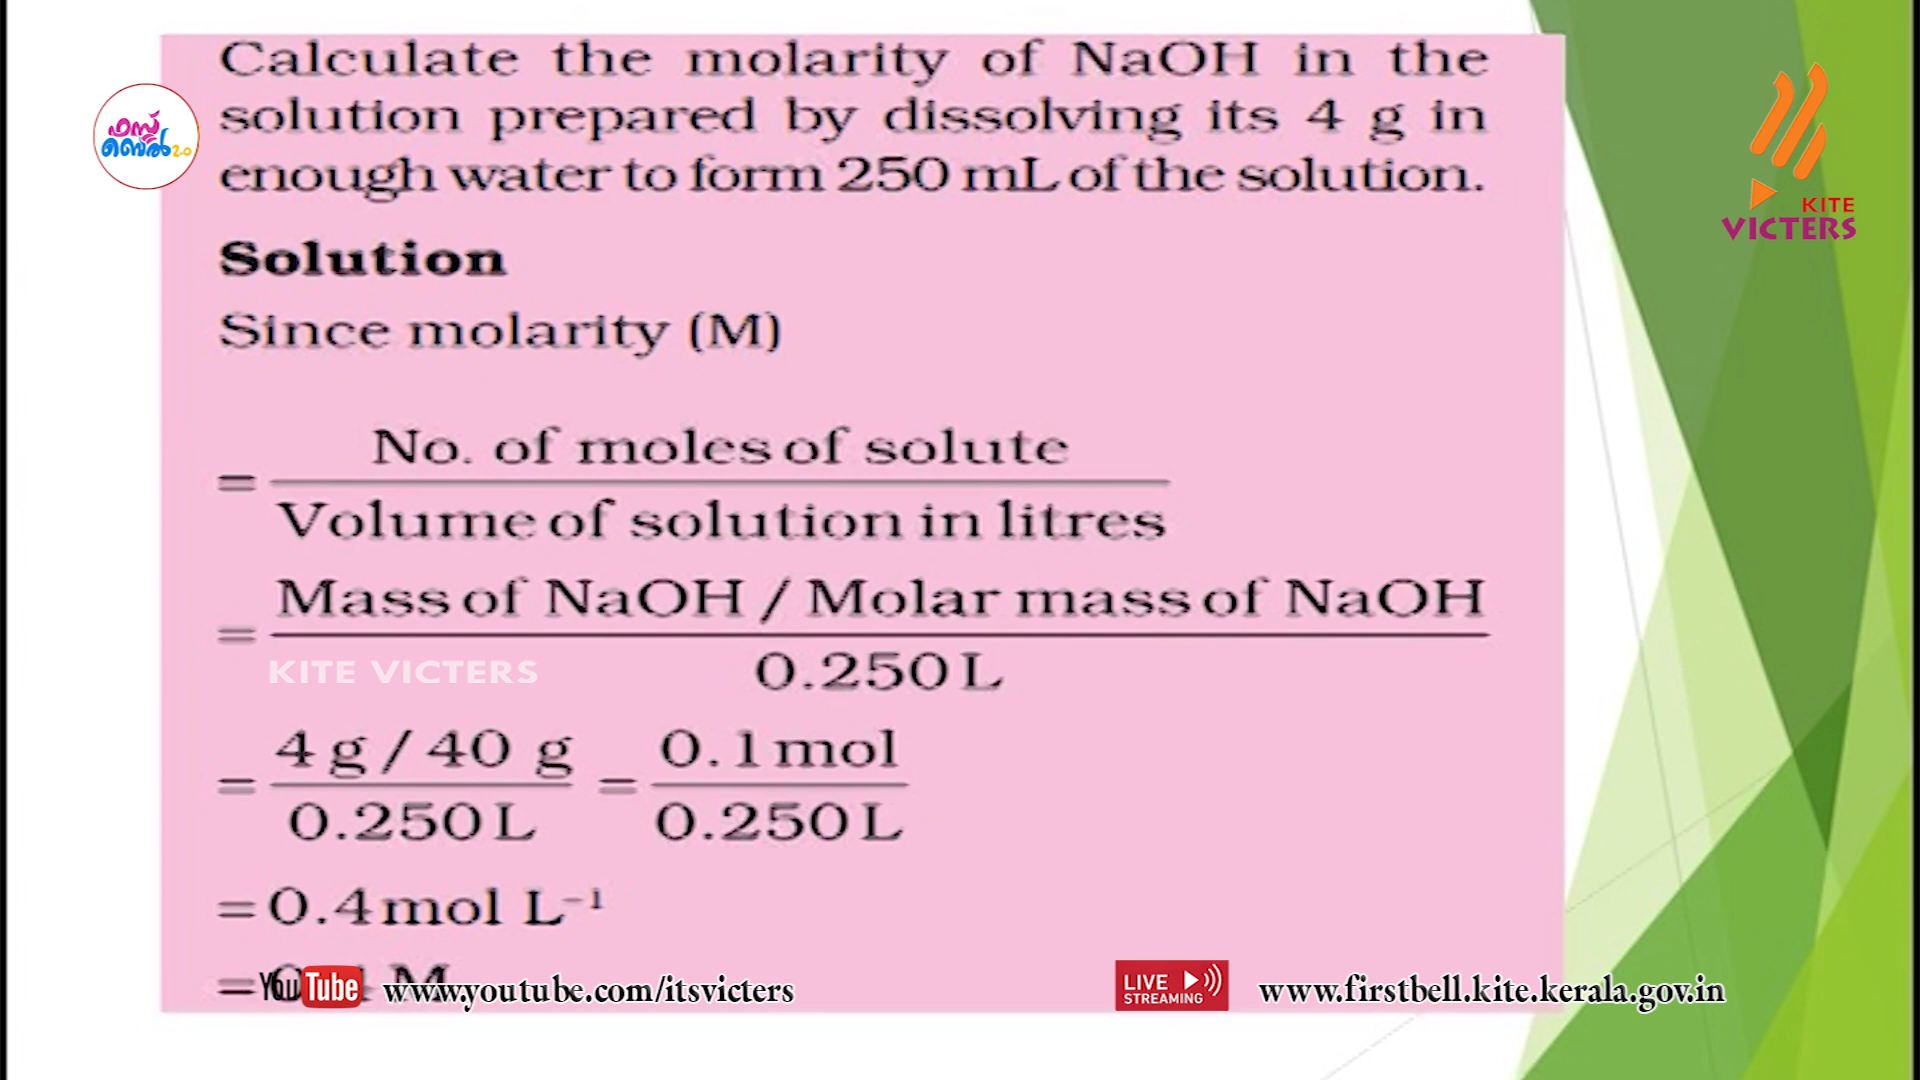 Calculate the molarity of NaOH in the
solution prepared by dissolving its 4 g in
enough water to form 250 mL of the solution.
Solution
Since molarity (M)
= No. of moles of solute
Volume of solution in litres
= Mass of NaOH / Molar mass of NaOH
0.250 L
= 4 g / 40 g = 0.1 mol
0.250 L 0.250 L
= 0.4 mol L⁻¹
= M
ഫസ്റ്റ്
ബെൽ 2.0
KITE
VICTERS
KITE VICTERS
YouTube www.youtube.com/itsvicters
LIVE
STREAMING
www.firstbell.kite.kerala.gov.in